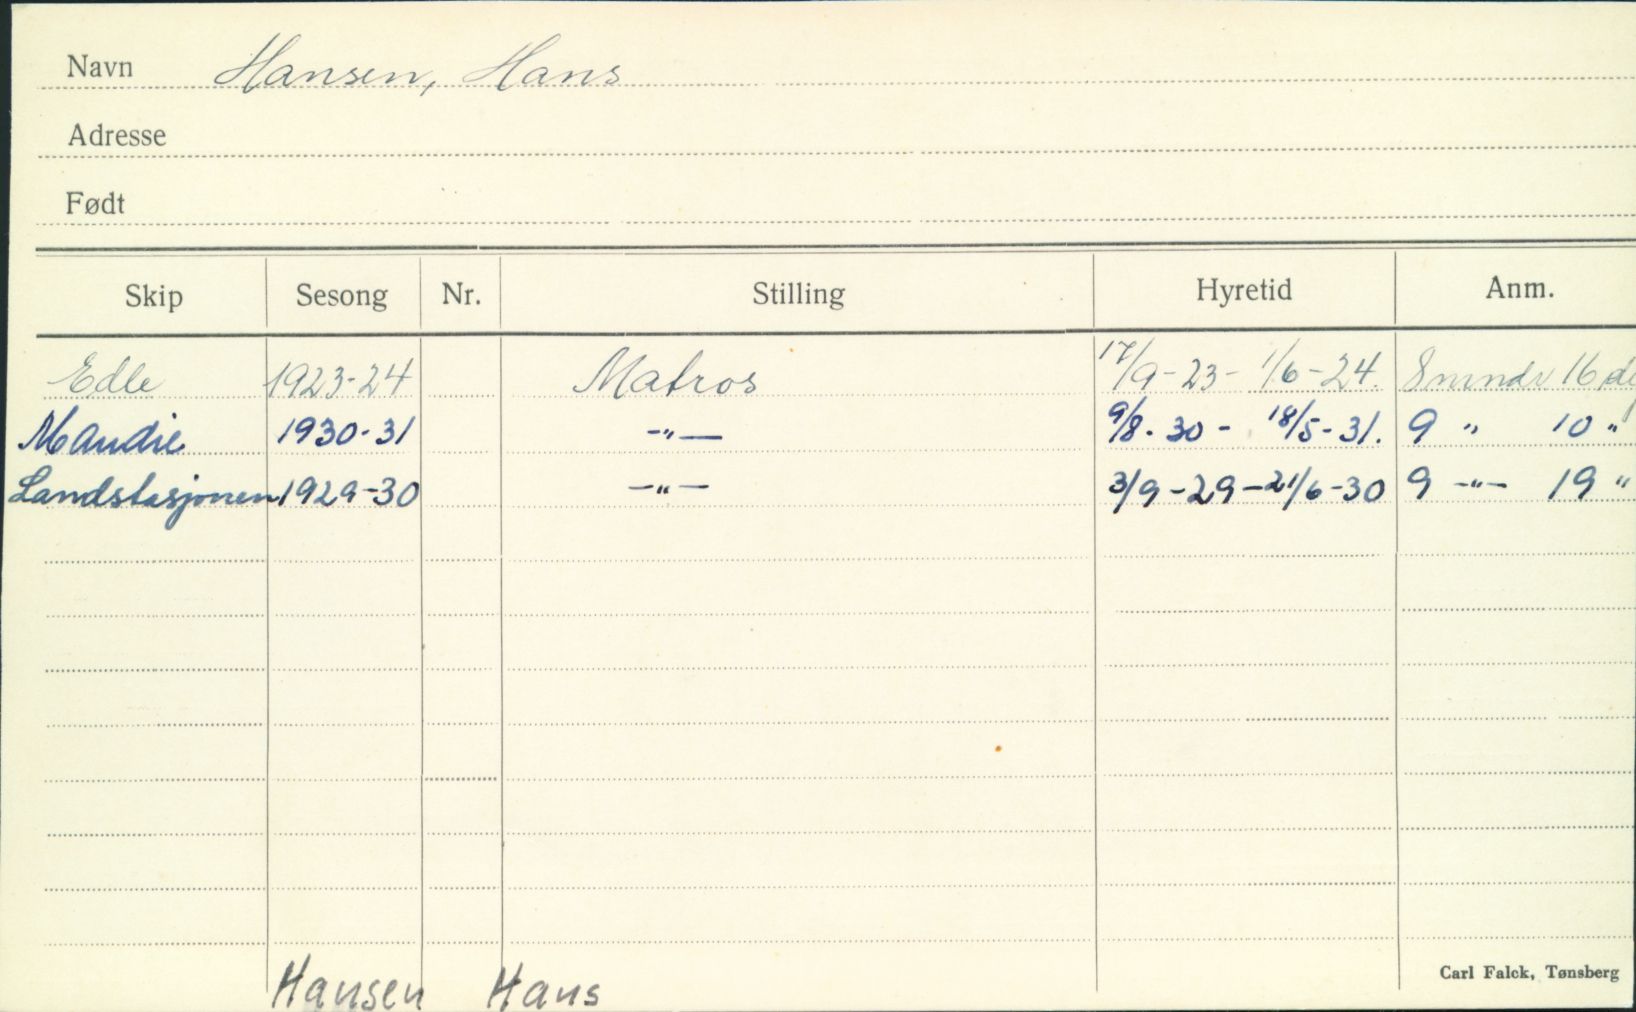 Navn Hansen, Hans
Adresse
Født
Skip Sesong Nr. Stilling Hyretid Anm.
Edle 1923-24 Matros 17/9-23- 1/6-24. 8 mndr 16 d
Maudie 1930-31 -"- 9/8. 30 - 18/5-31. 9 " 10 "
Landstasjonen 1929-30 -"- 3/9-29-21/6-30 9 -"- 19 "
Carl Falck, Tønsberg
Hansen Hans